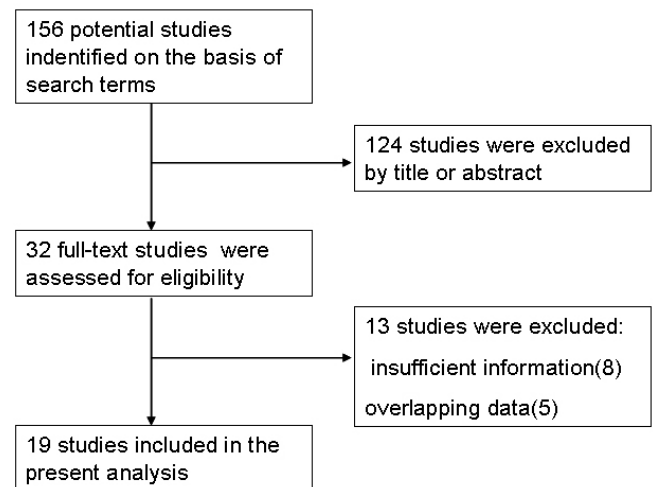 156 potential studies
indentified on the basis of
search terms
124 studies were excluded
by title or abstract
32 full-text studies were
assessed for eligibility
13 studies were excluded:
insufficient information(8)
overlapping data(5)
19 studies included in the
present analysis